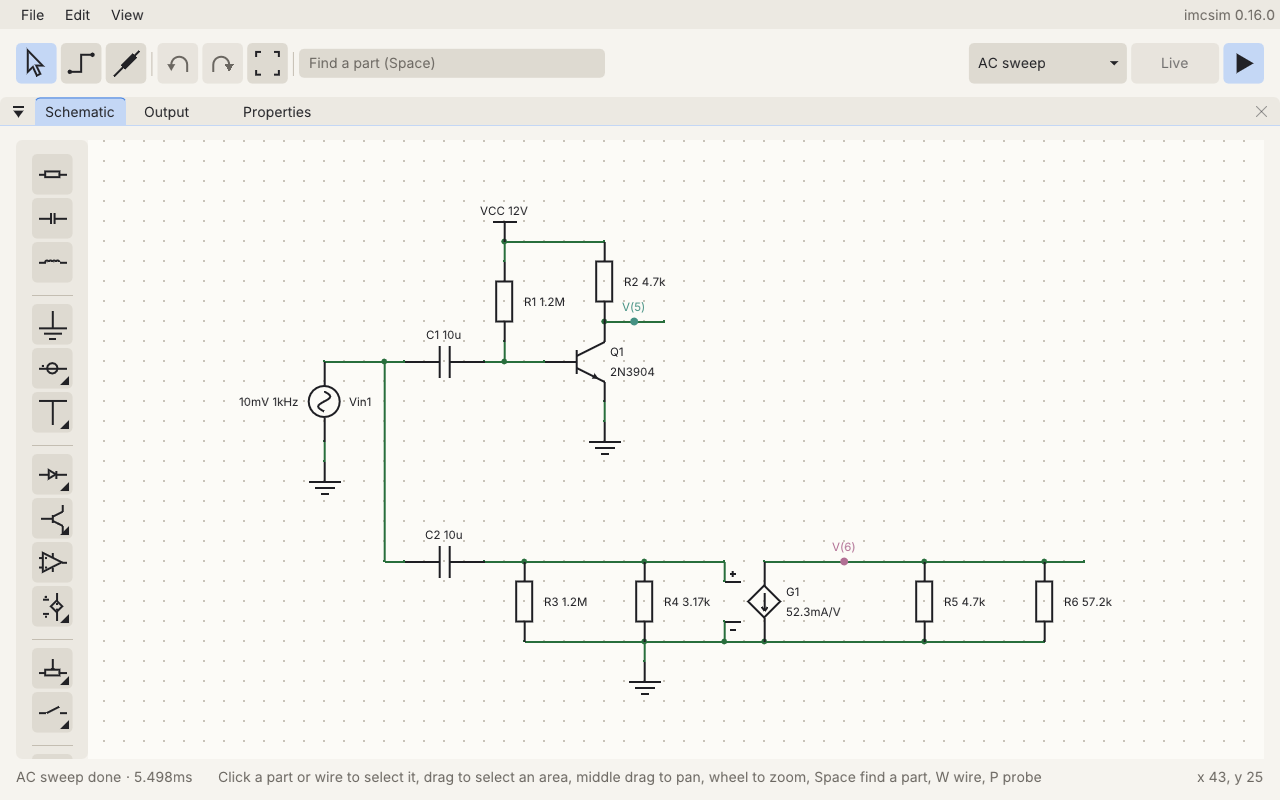 File Edit View imcsim 0.16.0
Find a part (Space) AC sweep Live
Schematic Output Properties
VCC 12V
R2 4.7k
R1 1.2M
V(5)
C1 10u
Q1
2N3904
10mV 1kHz Vin1
C2 10u
V(6)
G1
52.3mA/V
R3 1.2M R4 3.17k R5 4.7k R6 57.2k
AC sweep done · 5.498ms Click a part or wire to select it, drag to select an area, middle drag to pan, wheel to zoom, Space find a part, W wire, P probe x 43, y 25